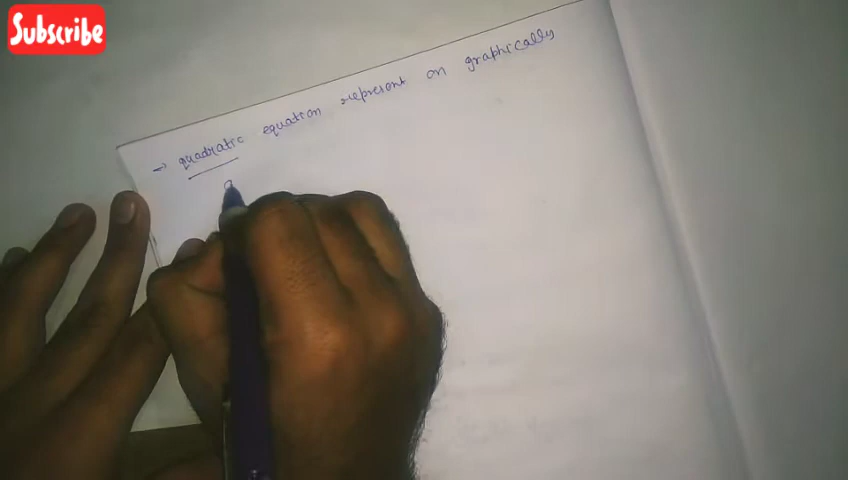 Subscribe
→ quadratic equation represent on graphically